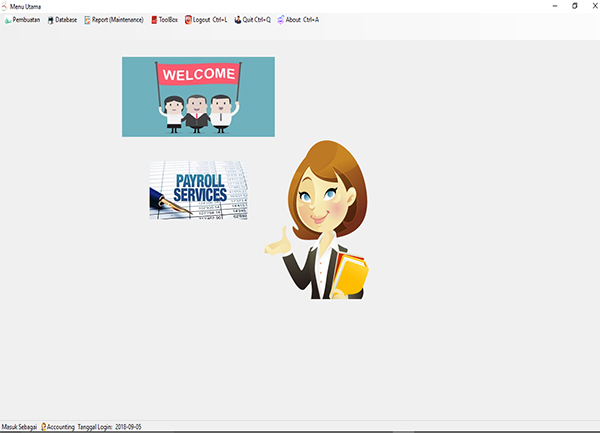 Menu Utama
Pembuatan Database Report (Maintenance) ToolBox Logout Ctrl+L Quit Ctrl+Q About Ctrl+A
WELCOME
PAYROLL
SERVICES
Masuk Sebagai Accounting Tanggal Login: 2018-09-05